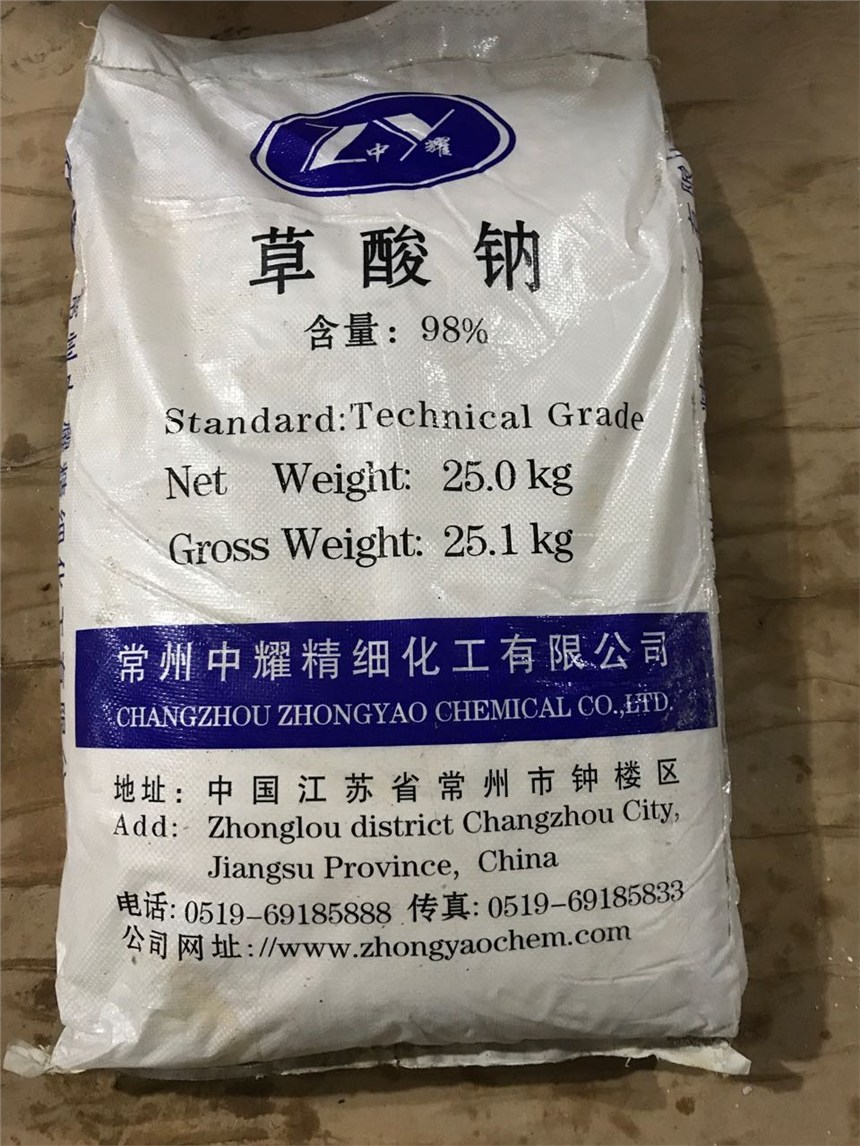 ZY
中 耀
草酸钠
含量：98%
Standard:Technical Grade
Net Weight: 25.0 kg
Gross Weight: 25.1 kg
常州中耀精细化工有限公司
CHANGZHOU ZHONGYAO CHEMICAL CO.,LTD.
地址：中国江苏省常州市钟楼区
Add: Zhonglou district Changzhou City,
Jiangsu Province, China
电话: 0519-69185888 传真: 0519-69185833
公司网址://www.zhongyaochem.com